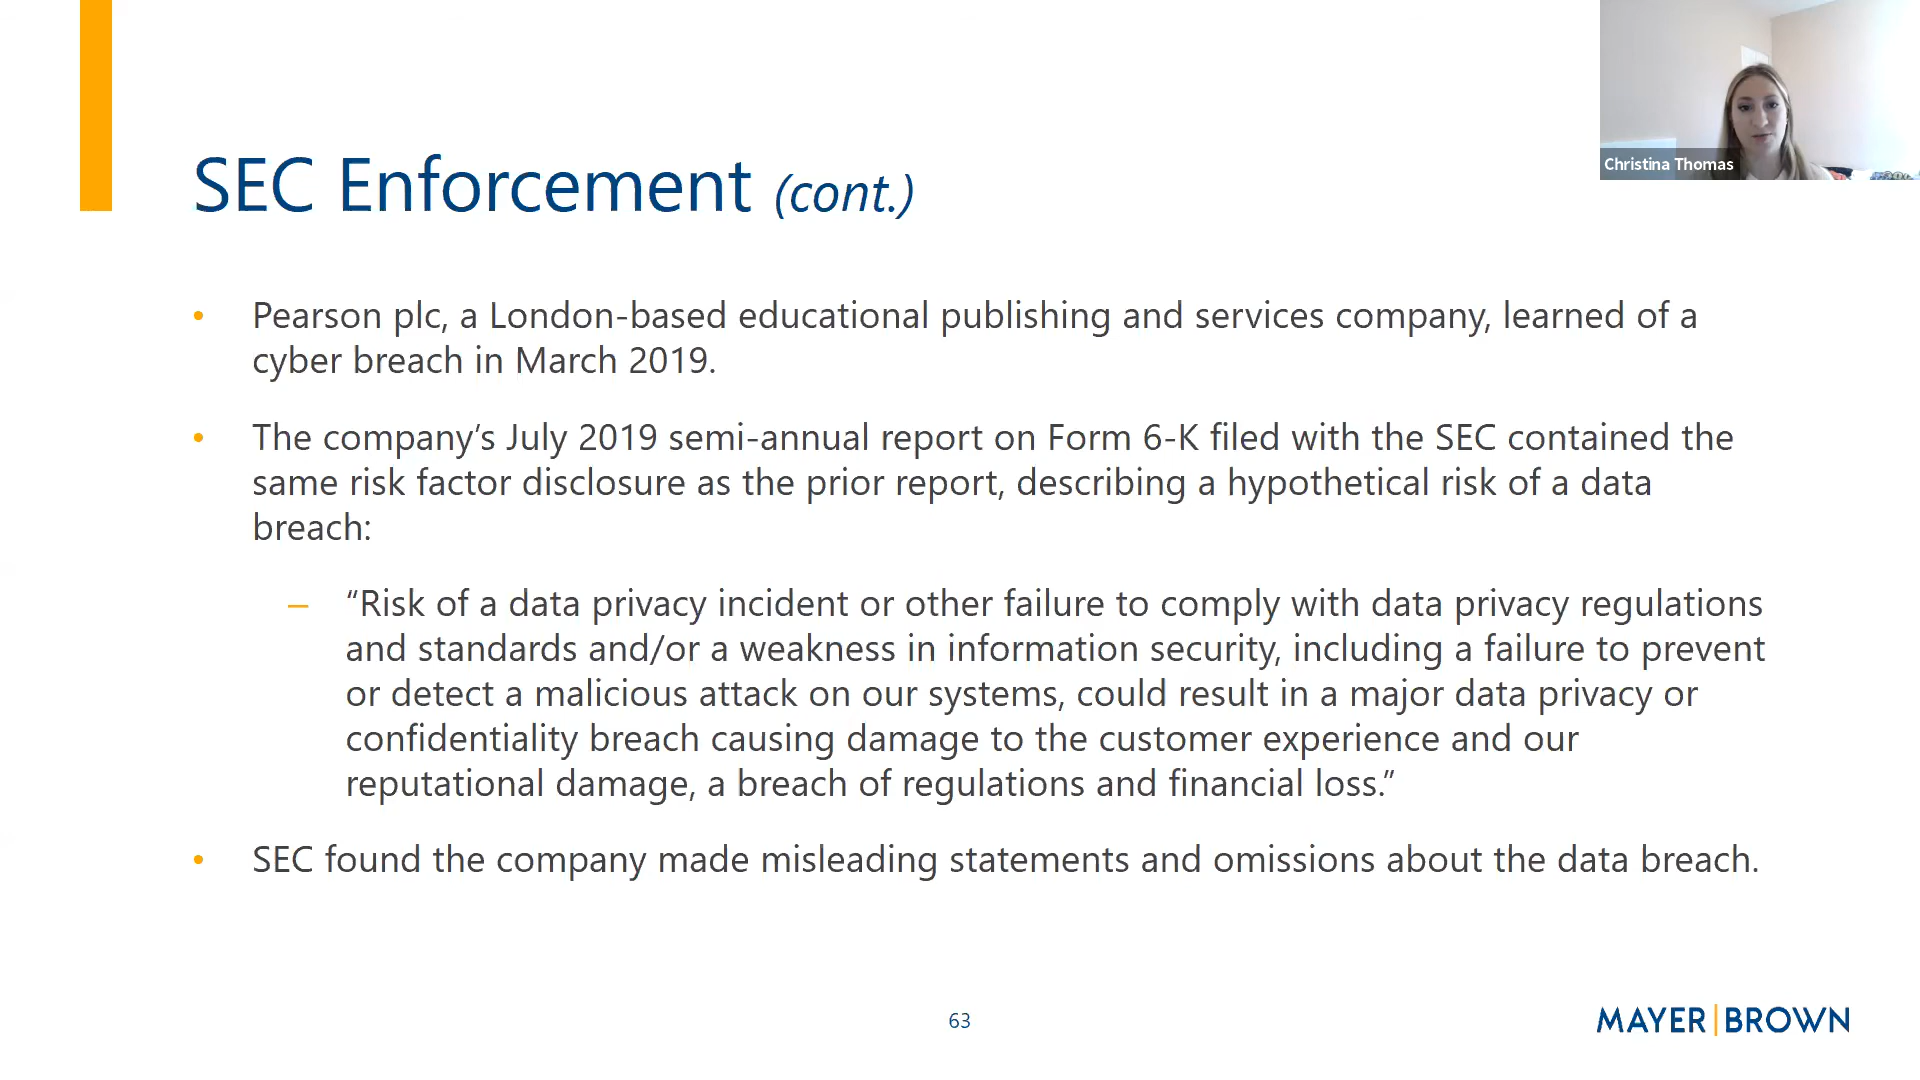 Christina Thomas
SEC Enforcement (cont.)
• Pearson plc, a London-based educational publishing and services company, learned of a
cyber breach in March 2019.
• The company’s July 2019 semi-annual report on Form 6-K filed with the SEC contained the
same risk factor disclosure as the prior report, describing a hypothetical risk of a data
breach:
– “Risk of a data privacy incident or other failure to comply with data privacy regulations
and standards and/or a weakness in information security, including a failure to prevent
or detect a malicious attack on our systems, could result in a major data privacy or
confidentiality breach causing damage to the customer experience and our
reputational damage, a breach of regulations and financial loss.”
• SEC found the company made misleading statements and omissions about the data breach.
63
MAYER|BROWN